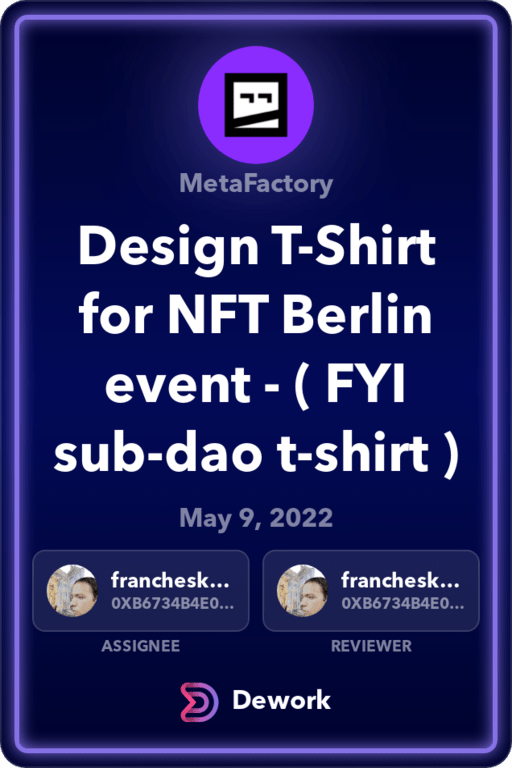 MetaFactory
Design T-Shirt
for NFT Berlin
event - ( FYI
sub-dao t-shirt )
May 9, 2022
franchesk... franchesk...
0XB6734B4E0... 0XB6734B4E0...
ASSIGNEE REVIEWER
Dework